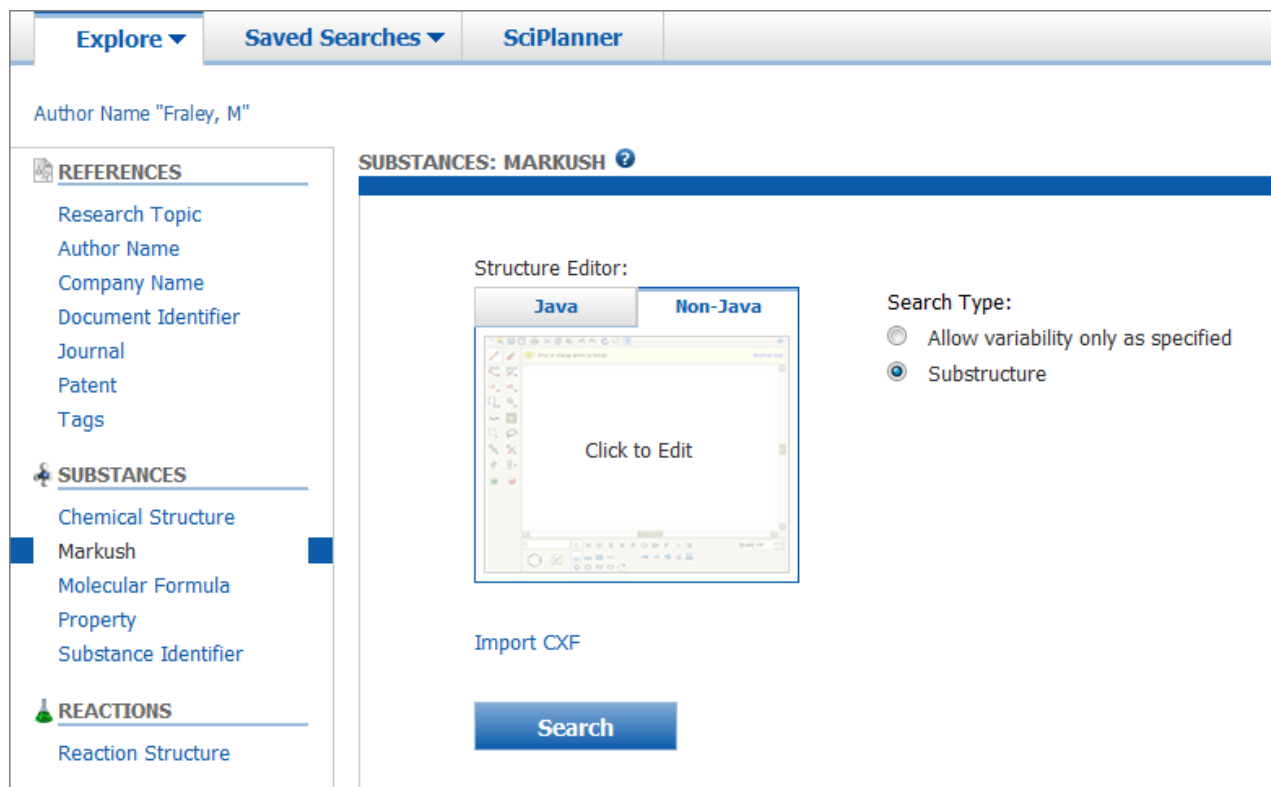 Explore Saved Searches SciPlanner
Author Name "Fraley, M"
REFERENCES
Research Topic
Author Name
Company Name
Document Identifier
Journal
Patent
Tags
SUBSTANCES
Chemical Structure
Markush
Molecular Formula
Property
Substance Identifier
REACTIONS
Reaction Structure
SUBSTANCES: MARKUSH ?
Structure Editor:
Java Non-Java
Click to Edit
Import CXF
Search
Search Type:
Allow variability only as specified
Substructure